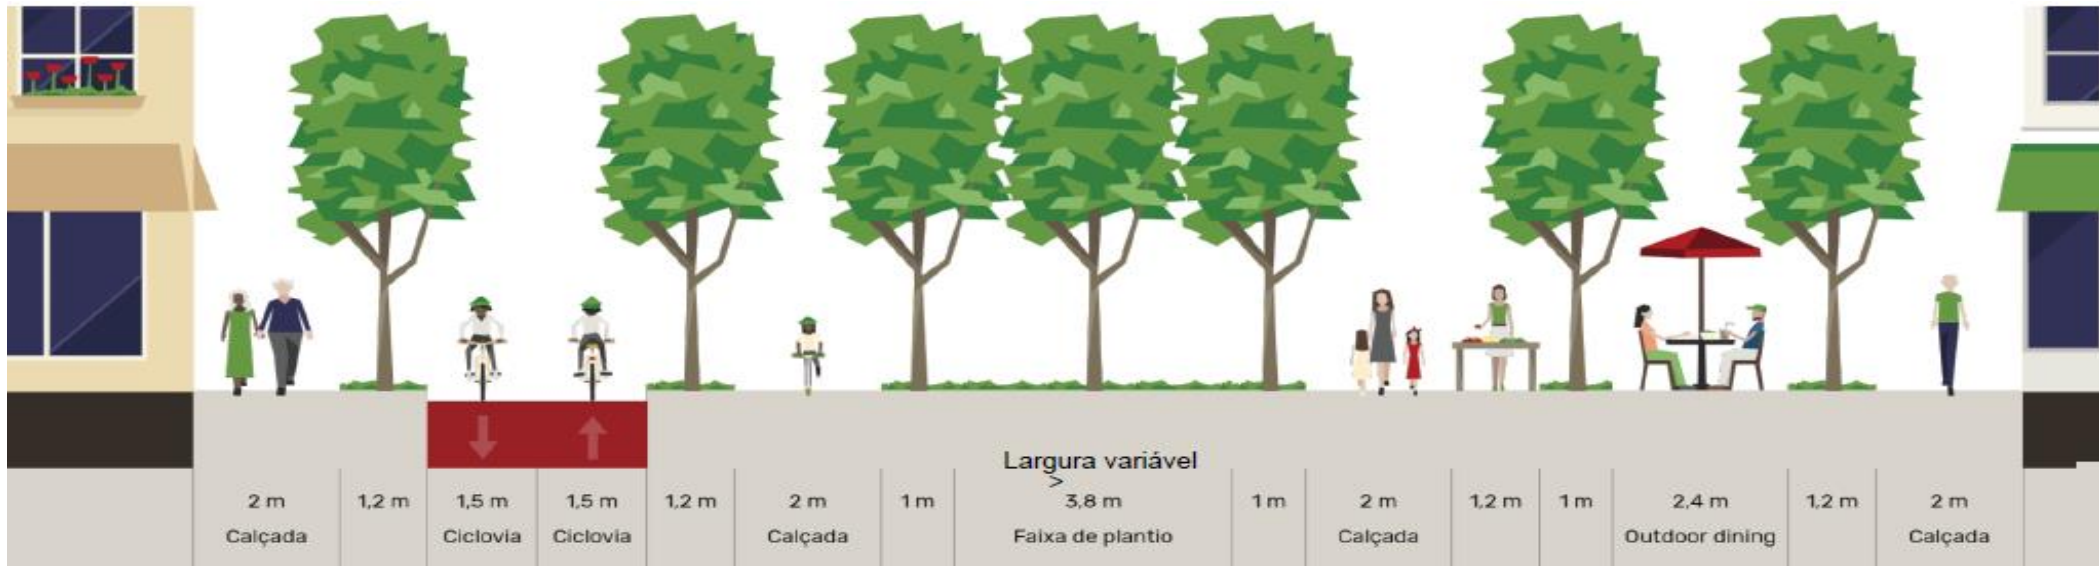 Largura variável
>
2 m 1,2 m 1,5 m 1,5 m 1,2 m 2 m 1 m 3,8 m 1 m 2 m 1,2 m 1 m 2,4 m 1,2 m 2 m
Calçada Ciclovia Ciclovia Calçada Faixa de plantio Calçada Outdoor dining Calçada